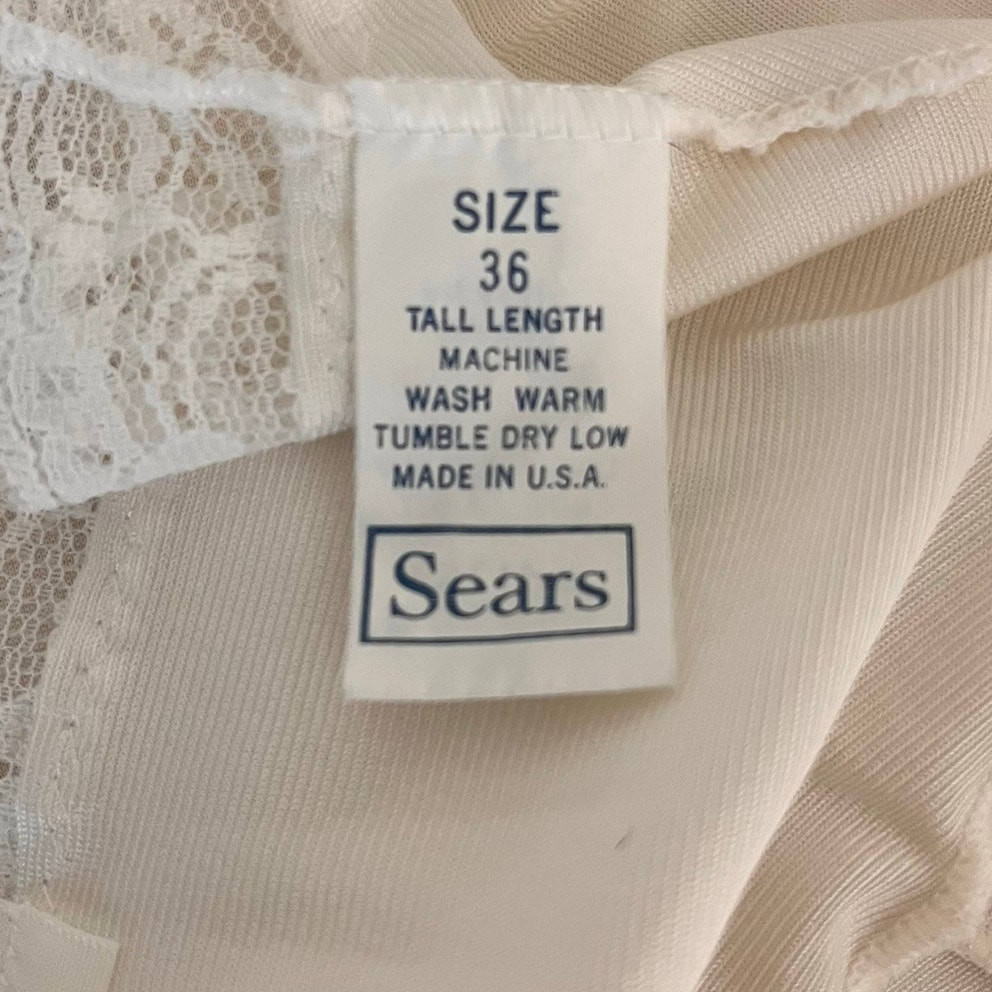 SIZE
36
TALL LENGTH
MACHINE
WASH WARM
TUMBLE DRY LOW
MADE IN U.S.A.
Sears